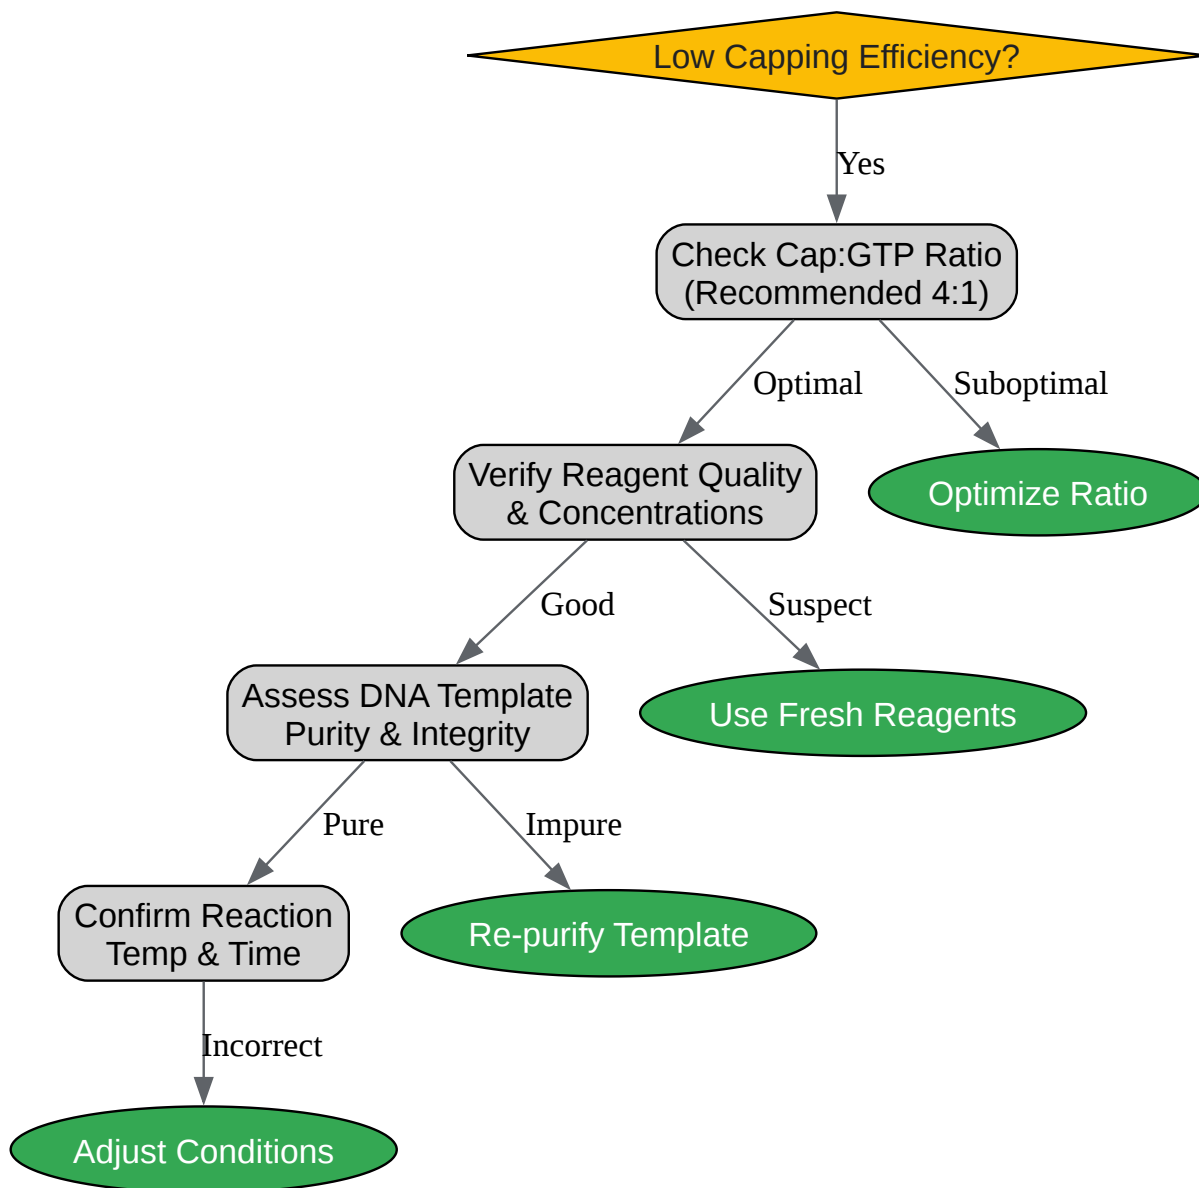 Low Capping Efficiency?
Yes
Check Cap:GTP Ratio
(Recommended 4:1)
Optimal
Suboptimal
Verify Reagent Quality
& Concentrations
Optimize Ratio
Good
Suspect
Assess DNA Template
Purity & Integrity
Use Fresh Reagents
Pure
Impure
Confirm Reaction
Temp & Time
Re-purify Template
Incorrect
Adjust Conditions